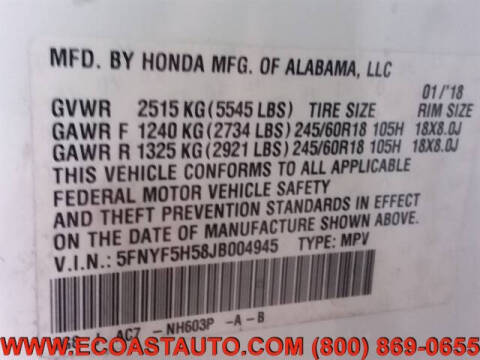 MFD. BY HONDA MFG. OF ALABAMA, LLC
01/'18
GVWR 2515 KG (5545 LBS) TIRE SIZE RIM SIZE
GAWR F 1240 KG (2734 LBS) 245/60R18 105H 18X8.0J
GAWR R 1325 KG (2921 LBS) 245/60R18 105H 18X8.0J
THIS VEHICLE CONFORMS TO ALL APPLICABLE
FEDERAL MOTOR VEHICLE SAFETY
AND THEFT PREVENTION STANDARDS IN EFFECT
ON THE DATE OF MANUFACTURE SHOWN ABOVE.
V.I.N.: 5FNYF5H58JB004945 TYPE: MPV
AC7 -NH603P -A-B
WWW.ECOASTAUTO.COM (800) 869-0655